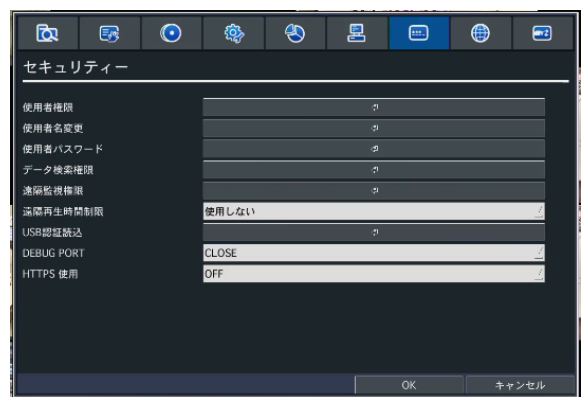 セキュリティー
使用者権限
使用者名変更
使用者パスワード
データ検索権限
遠隔監視権限
遠隔再生時間制限 使用しない
USB認証読込
DEBUG PORT CLOSE
HTTPS 使用 OFF
OK キャンセル